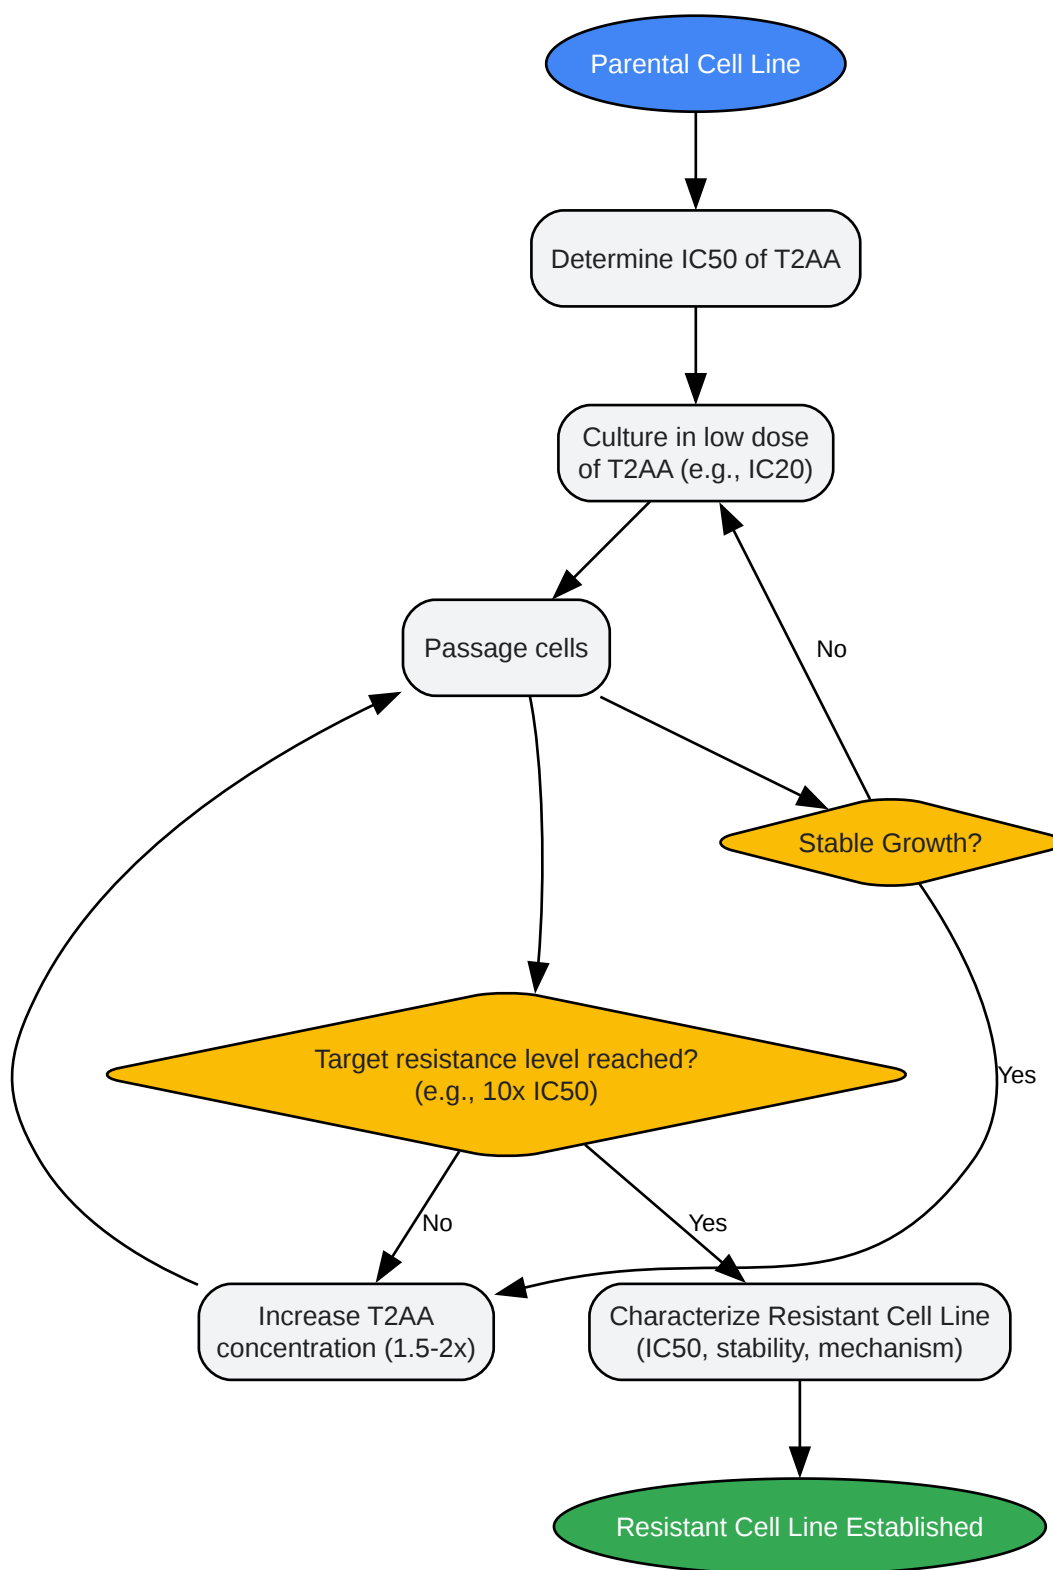 Parental Cell Line
Determine IC50 of T2AA
Culture in low dose
of T2AA (e.g., IC20)
Passage cells
No
Stable Growth?
Target resistance level reached?
(e.g., 10x IC50)
Yes
No
Yes
Increase T2AA
concentration (1.5-2x)
Characterize Resistant Cell Line
(IC50, stability, mechanism)
Resistant Cell Line Established